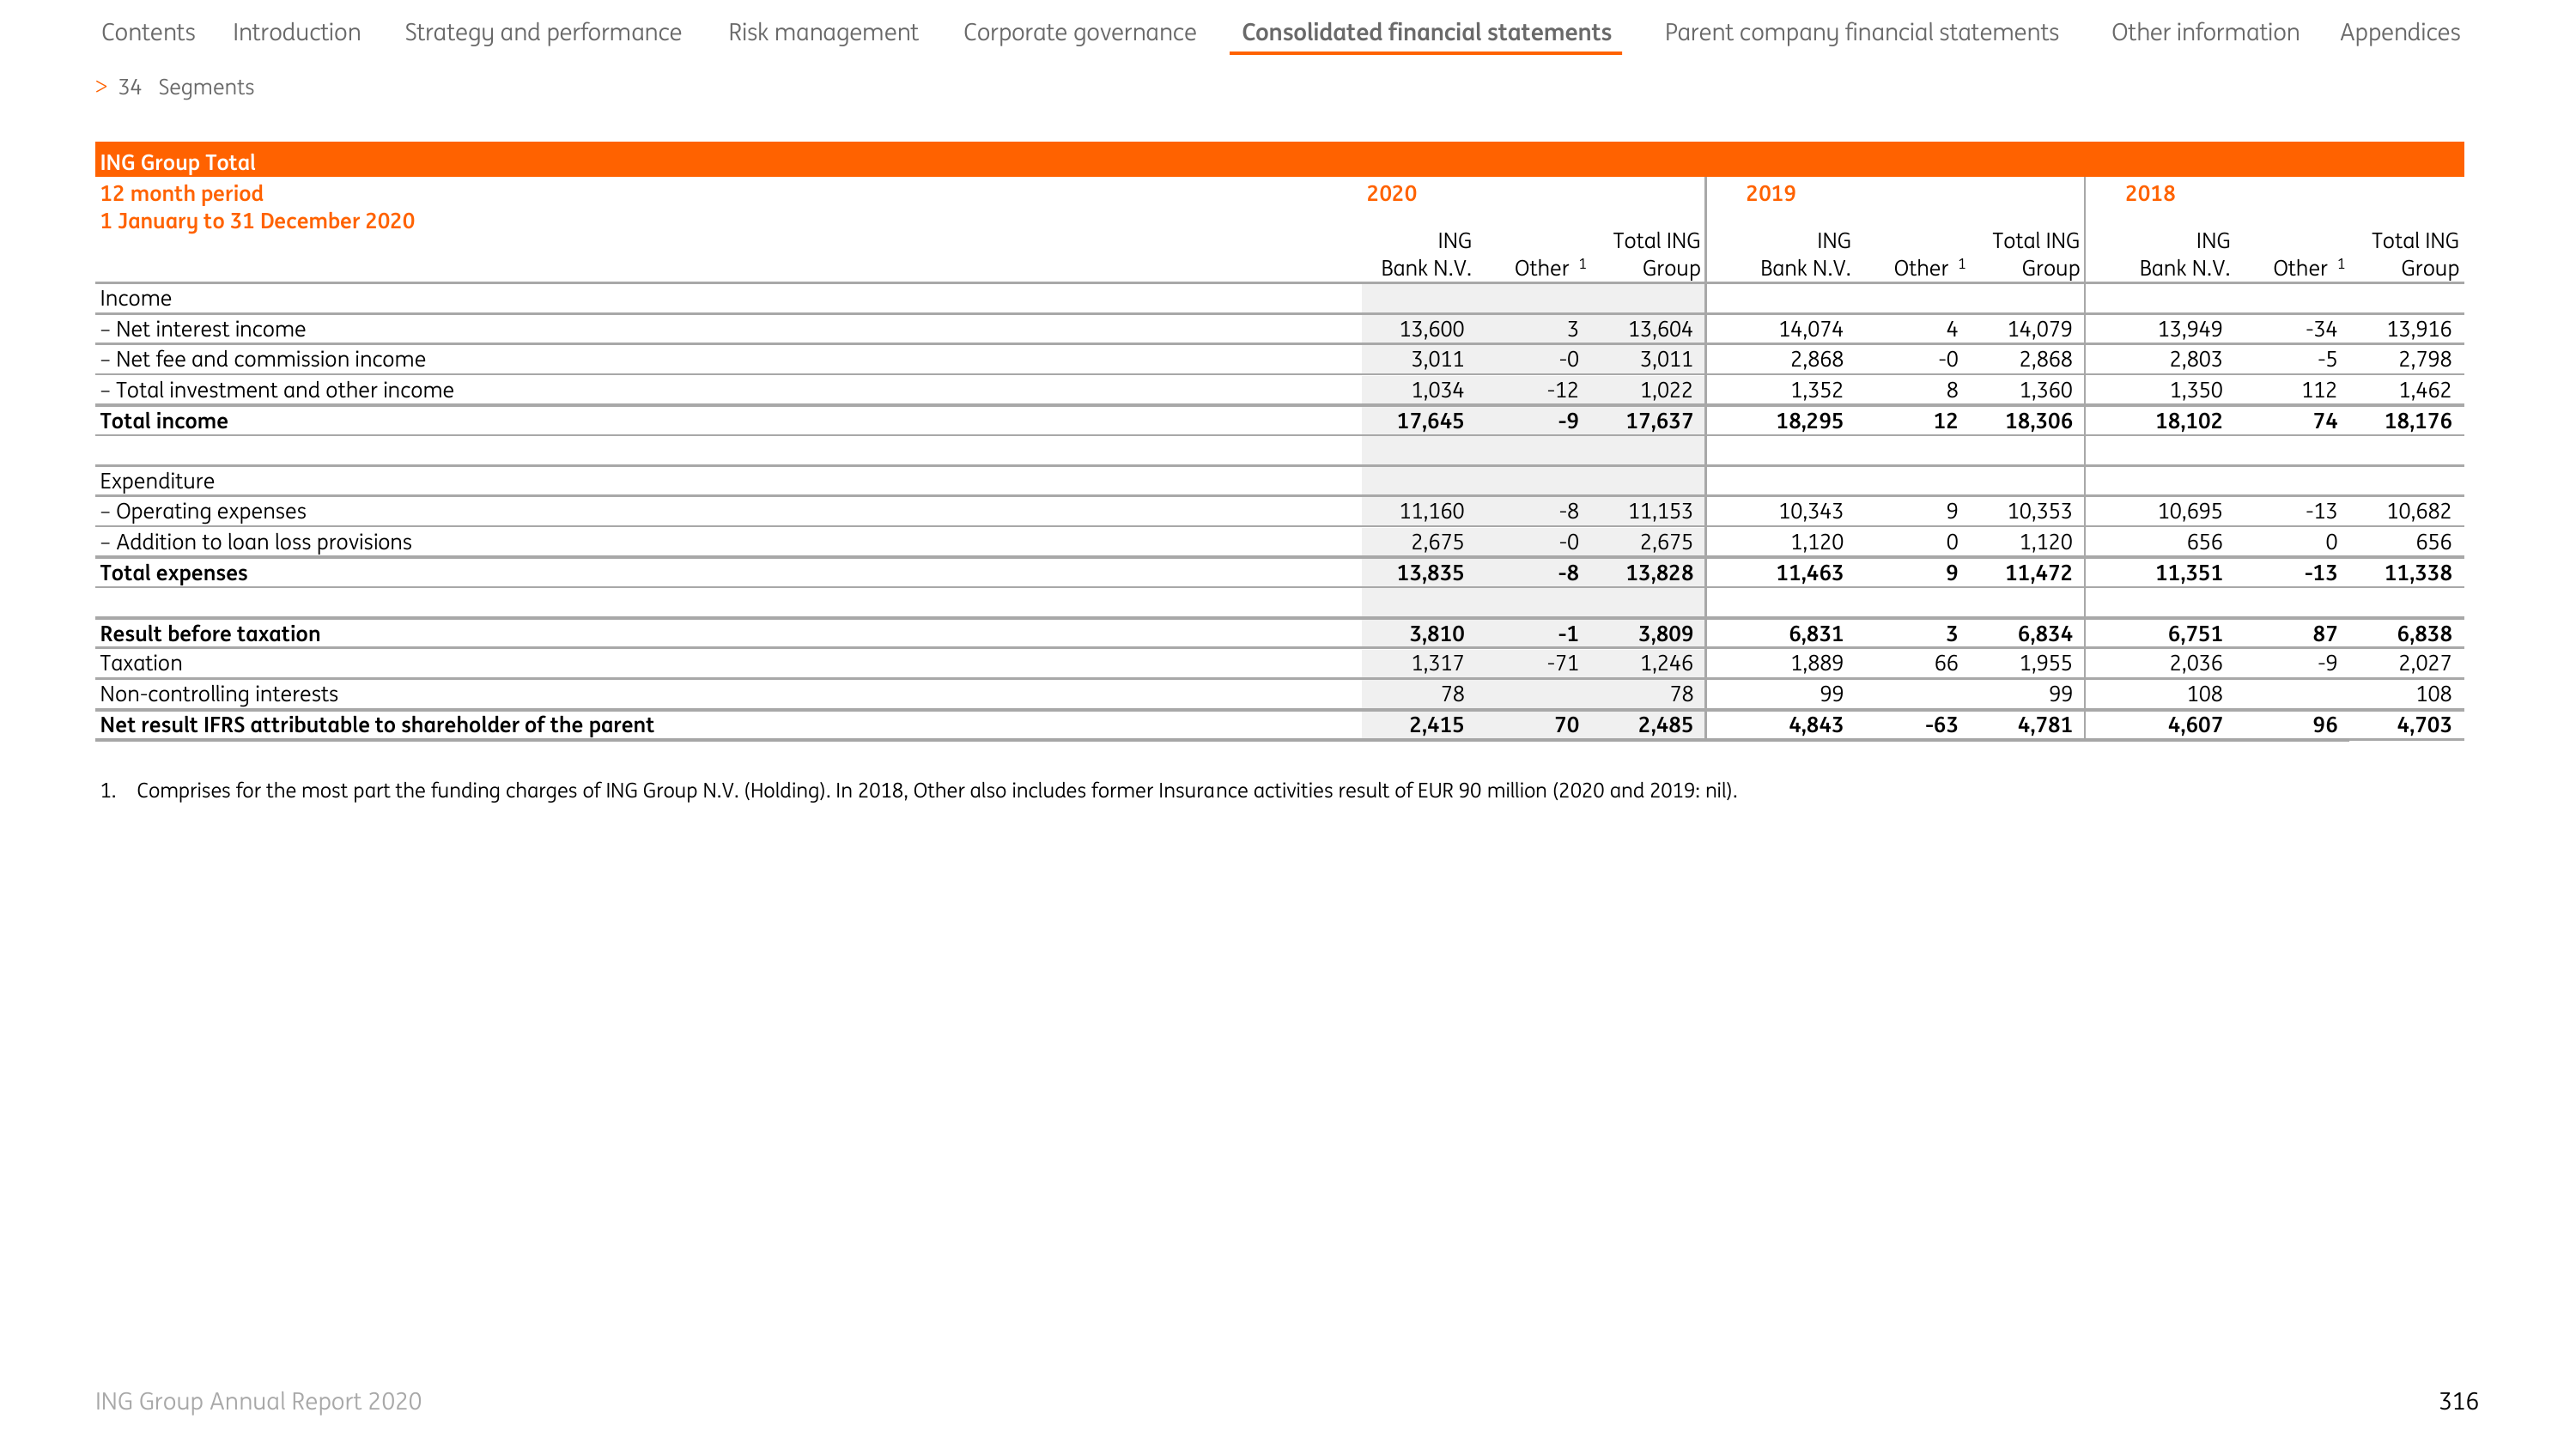 Contents Introduction Strategy and performance Risk management Corporate governance Consolidated financial statements Parent company financial statements Other information Appendices
> 34 Segments
ING Group Total
12 month period 2020 2019 2018
1 January to 31 December 2020
ING Total ING ING Total ING ING Total ING
Bank N.V. Other 1 Group Bank N.V. Other 1 Group Bank N.V. Other 1 Group
Income
– Net interest income 13,600 3 13,604 14,074 4 14,079 13,949 -34 13,916
– Net fee and commission income 3,011 -0 3,011 2,868 -0 2,868 2,803 -5 2,798
– Total investment and other income 1,034 -12 1,022 1,352 8 1,360 1,350 112 1,462
Total income 17,645 -9 17,637 18,295 12 18,306 18,102 74 18,176
Expenditure
– Operating expenses 11,160 -8 11,153 10,343 9 10,353 10,695 -13 10,682
– Addition to loan loss provisions 2,675 -0 2,675 1,120 0 1,120 656 0 656
Total expenses 13,835 -8 13,828 11,463 9 11,472 11,351 -13 11,338
Result before taxation 3,810 -1 3,809 6,831 3 6,834 6,751 87 6,838
Taxation 1,317 -71 1,246 1,889 66 1,955 2,036 -9 2,027
Non-controlling interests 78 78 99 99 108 108
Net result IFRS attributable to shareholder of the parent 2,415 70 2,485 4,843 -63 4,781 4,607 96 4,703
1. Comprises for the most part the funding charges of ING Group N.V. (Holding). In 2018, Other also includes former Insurance activities result of EUR 90 million (2020 and 2019: nil).
ING Group Annual Report 2020 316